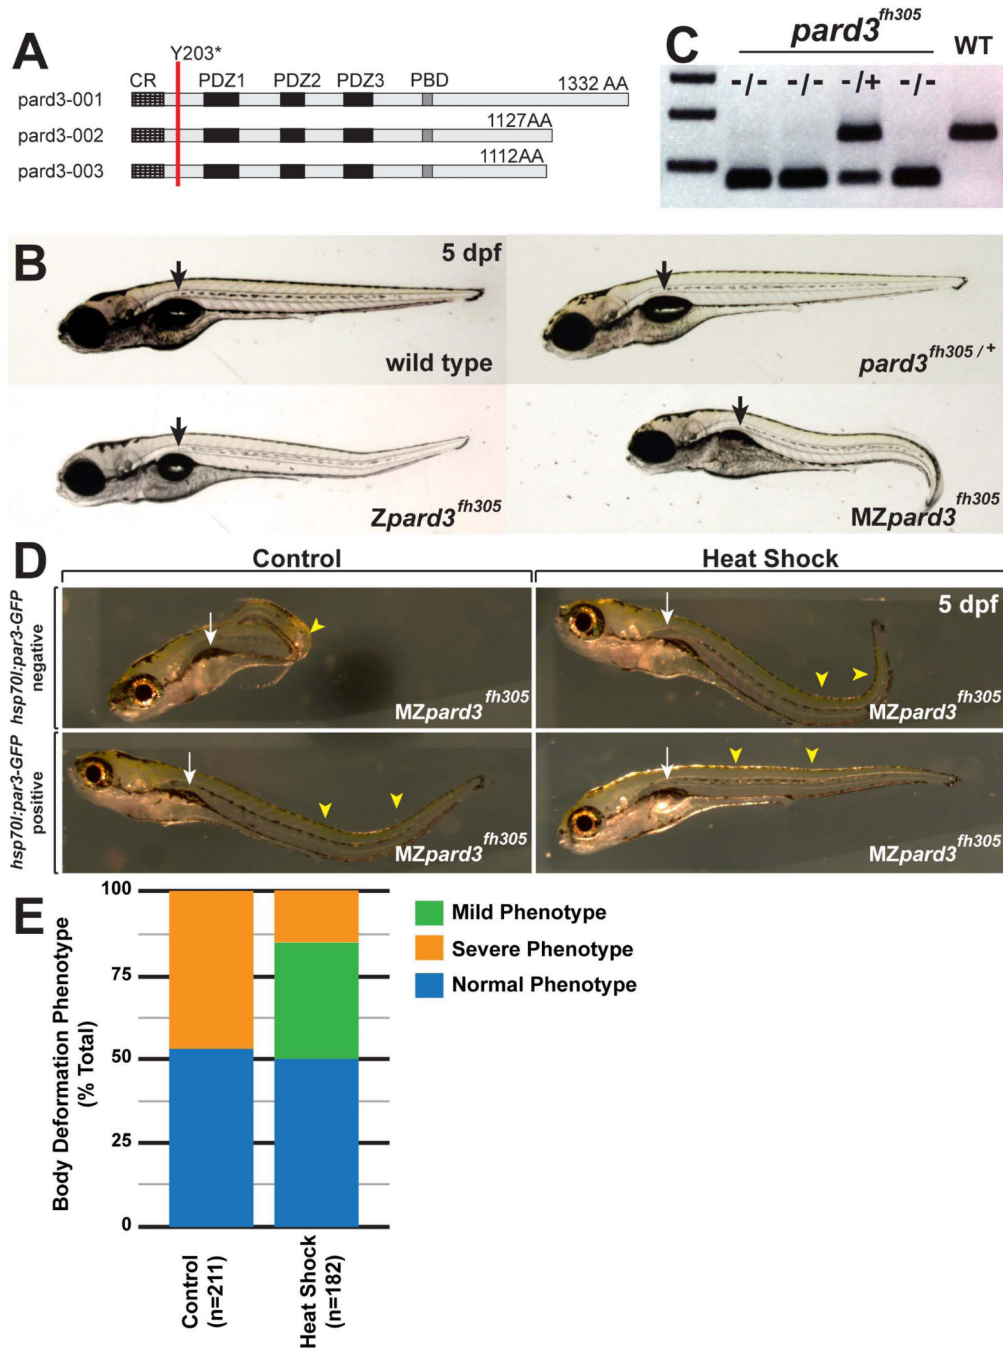 A
Y203*
CR PDZ1 PDZ2 PDZ3 PBD 1332 AA
pard3-001
1127AA
pard3-002
1112AA
pard3-003
C
pard3fh305 WT
-/- -/- -/+ -/-
B
5 dpf
wild type
pard3fh305/+
Zpard3fh305
MZpard3fh305
D
Control Heat Shock
hsp70l:par3-GFP
negative
MZpard3fh305
5 dpf
MZpard3fh305
hsp70l:par3-GFP
positive
MZpard3fh305
MZpard3fh305
E
Body Deformation Phenotype
(% Total)
100
75
50
25
0
Control
(n=211)
Heat Shock
(n=182)
Mild Phenotype
Severe Phenotype
Normal Phenotype